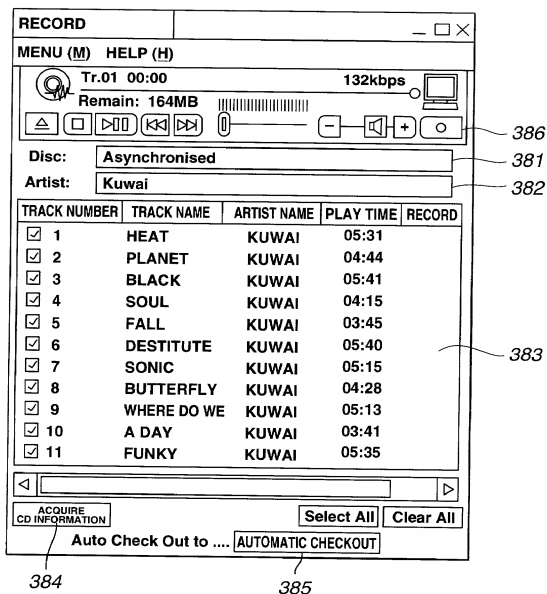 RECORD
MENU (M) HELP (H)
Tr.01 00:00 132kbps
Remain: 164MB
386
Disc: Asynchronised 381
Artist: Kuwai 382
TRACK NUMBER TRACK NAME ARTIST NAME PLAY TIME RECORD
1 HEAT KUWAI 05:31
2 PLANET KUWAI 04:44
3 BLACK KUWAI 05:41
4 SOUL KUWAI 04:15
5 FALL KUWAI 03:45
6 DESTITUTE KUWAI 05:40
383
7 SONIC KUWAI 05:15
8 BUTTERFLY KUWAI 04:28
9 WHERE DO WE KUWAI 05:13
10 A DAY KUWAI 03:41
11 FUNKY KUWAI 05:35
ACQUIRE
CD INFORMATION Select All Clear All
Auto Check Out to .... AUTOMATIC CHECKOUT
384 385